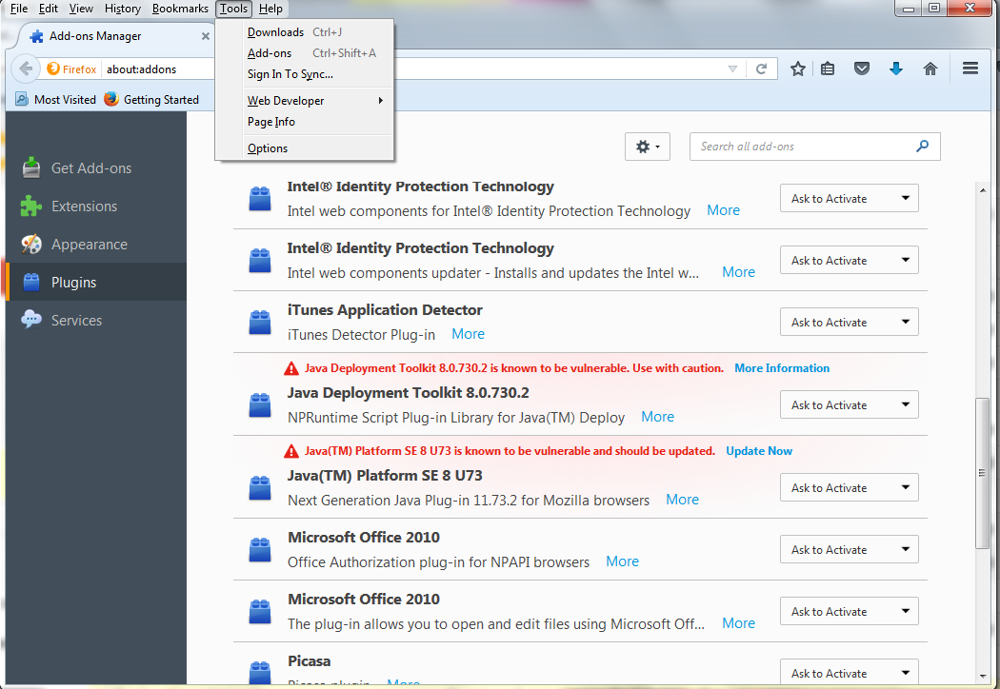 File Edit View History Bookmarks Tools Help
Add-ons Manager
Downloads Ctrl+J
Add-ons Ctrl+Shift+A
Sign In To Sync...
Web Developer
Page Info
Options
Firefox about:addons
Most Visited Getting Started
Search all add-ons
Get Add-ons
Extensions
Appearance
Plugins
Services
Intel® Identity Protection Technology
Intel web components for Intel® Identity Protection Technology More
Ask to Activate
Intel® Identity Protection Technology
Intel web components updater - Installs and updates the Intel w... More
Ask to Activate
iTunes Application Detector
iTunes Detector Plug-in More
Ask to Activate
Java Deployment Toolkit 8.0.730.2 is known to be vulnerable. Use with caution. More Information
Java Deployment Toolkit 8.0.730.2
NPRuntime Script Plug-in Library for Java(TM) Deploy More
Ask to Activate
Java(TM) Platform SE 8 U73 is known to be vulnerable and should be updated. Update Now
Java(TM) Platform SE 8 U73
Next Generation Java Plug-in 11.73.2 for Mozilla browsers More
Ask to Activate
Microsoft Office 2010
Office Authorization plug-in for NPAPI browsers More
Ask to Activate
Microsoft Office 2010
The plug-in allows you to open and edit files using Microsoft Off... More
Ask to Activate
Picasa
Picasa plugin More
Ask to Activate